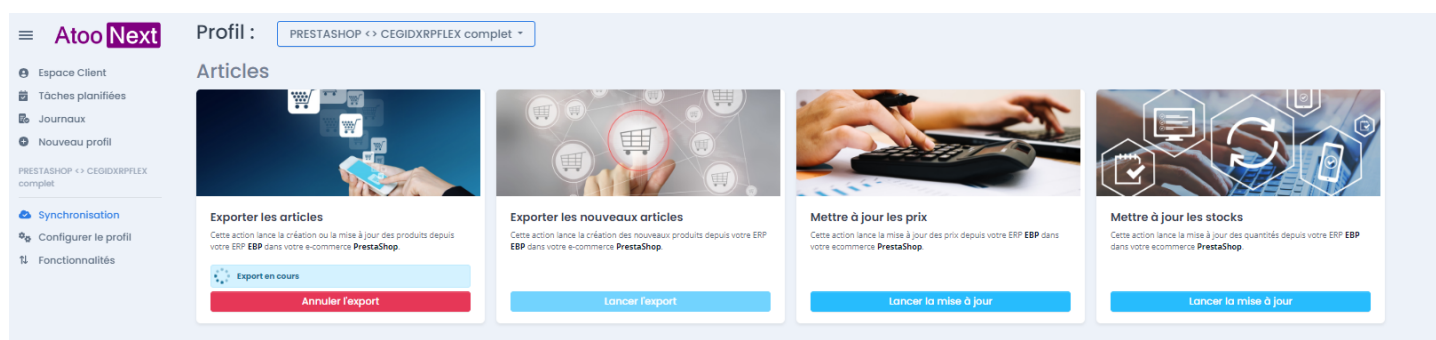 Atoo Next
Profil :
PRESTASHOP <> CEGIDXRPFLEX complet
Espace Client
Tâches planifiées
Journaux
Nouveau profil
PRESTASHOP <> CEGIDXRPFLEX
complet
Synchronisation
Configurer le profil
Fonctionnalités
Articles
Exporter les articles
Cette action lance la création ou la mise à jour des produits depuis
votre ERP EBP dans votre e-commerce PrestaShop.
Export en cours
Annuler l'export
Exporter les nouveaux articles
Cette action lance la création des nouveaux produits depuis votre ERP
EBP dans votre e-commerce PrestaShop.
Lancer l'export
Mettre à jour les prix
Cette action lance la mise à jour des prix depuis votre ERP EBP dans
votre ecommerce PrestaShop.
Lancer la mise à jour
Mettre à jour les stocks
Cette action lance la mise à jour des quantités depuis votre ERP EBP
dans votre ecommerce PrestaShop.
Lancer la mise à jour